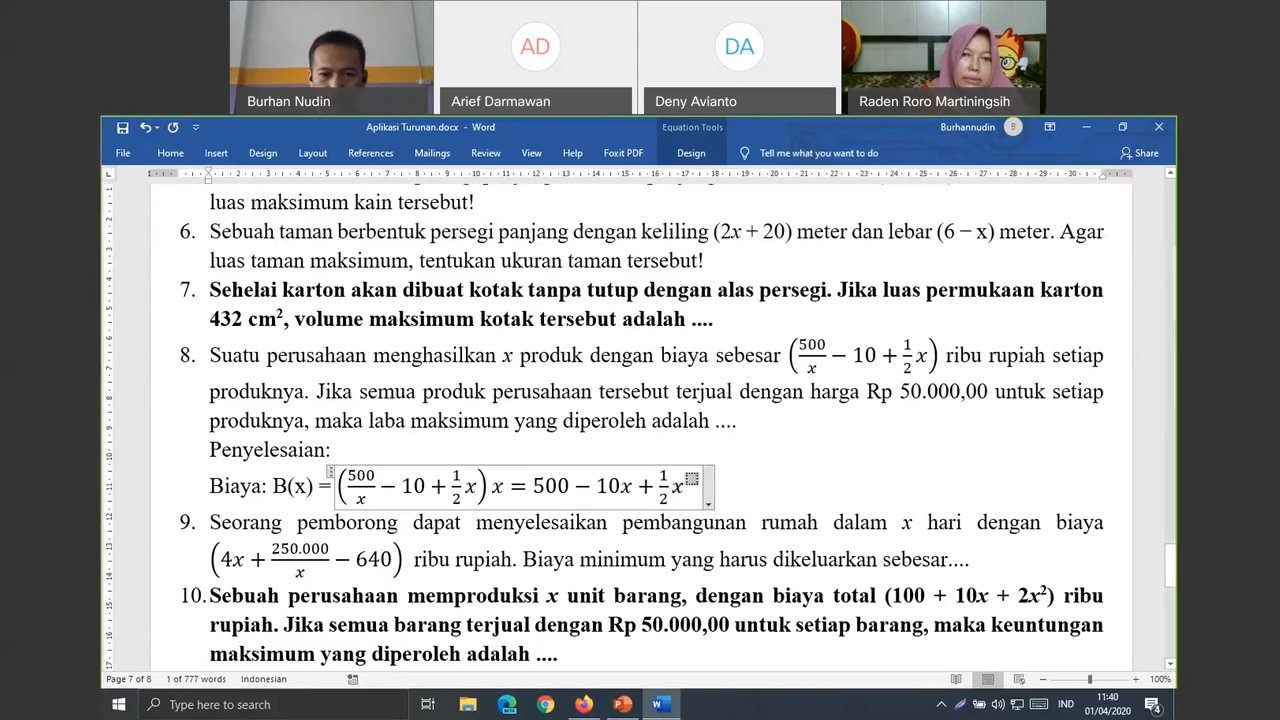 AD
DA
Burhan Nudin
Arief Darmawan
Deny Avianto
Raden Roro Martiningsih
Aplikasi Turunan.docx - Word
Equation Tools
Burhannudin
B
File Home Insert Design Layout References Mailings Review View Help Foxit PDF Design Tell me what you want to do Share
luas maksimum kain tersebut!
6. Sebuah taman berbentuk persegi panjang dengan keliling (2x + 20) meter dan lebar (6 − x) meter. Agar
luas taman maksimum, tentukan ukuran taman tersebut!
7. Sehelai karton akan dibuat kotak tanpa tutup dengan alas persegi. Jika luas permukaan karton
432 cm², volume maksimum kotak tersebut adalah ....
8. Suatu perusahaan menghasilkan x produk dengan biaya sebesar (500/x − 10 + 1/2 x) ribu rupiah setiap
produknya. Jika semua produk perusahaan tersebut terjual dengan harga Rp 50.000,00 untuk setiap
produknya, maka laba maksimum yang diperoleh adalah ....
Penyelesaian:
Biaya: B(x) = (500/x − 10 + 1/2 x) x = 500 − 10x + 1/2 x
9. Seorang pemborong dapat menyelesaikan pembangunan rumah dalam x hari dengan biaya
(4x + 250.000/x − 640) ribu rupiah. Biaya minimum yang harus dikeluarkan sebesar....
10. Sebuah perusahaan memproduksi x unit barang, dengan biaya total (100 + 10x + 2x²) ribu
rupiah. Jika semua barang terjual dengan Rp 50.000,00 untuk setiap barang, maka keuntungan
maksimum yang diperoleh adalah ....
Page 7 of 8 1 of 777 words Indonesian 100%
Type here to search
IND
11:40
01/04/2020
4